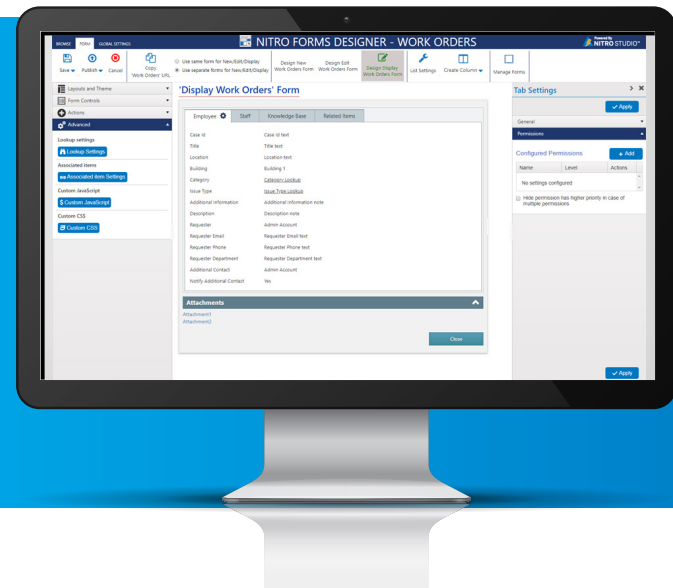 BROWSE FORM GLOBAL SETTINGS
NITRO FORMS DESIGNER - WORK ORDERS
Powered By
NITRO STUDIO™
Save Publish Cancel
Copy
'Work Orders' URL
Use same form for New/Edit/Display
Use separate forms for New/Edit/Display
Design New
Work Orders Form
Design Edit
Work Orders Form
Design Display
Work Orders Form
List Settings Create Column
Manage Forms
Layouts and Theme
Form Controls
Actions
Advanced
Lookup settings
Lookup Settings
Associated items
Associated item Settings
Custom JavaScript
Custom JavaScript
Custom CSS
Custom CSS
'Display Work Orders' Form
Employee Staff Knowledge Base Related Items
Case Id Case Id text
Title Title text
Location Location text
Building Building 1
Category Category Lookup
Issue Type Issue Type Lookup
Additional Information Additional Information note
Description Description note
Requester Admin Account
Requester Email Requester Email text
Requester Phone Requester Phone text
Requester Department Requester Department text
Additional Contact Admin Account
Notify Additional Contact Yes
Attachments
Attachment1
Attachment2
Close
Tab Settings
Apply
General
Permissions
Configured Permissions + Add
Name Level Actions
No settings configured
Hide permission has higher priority in case of
multiple permissions
Apply